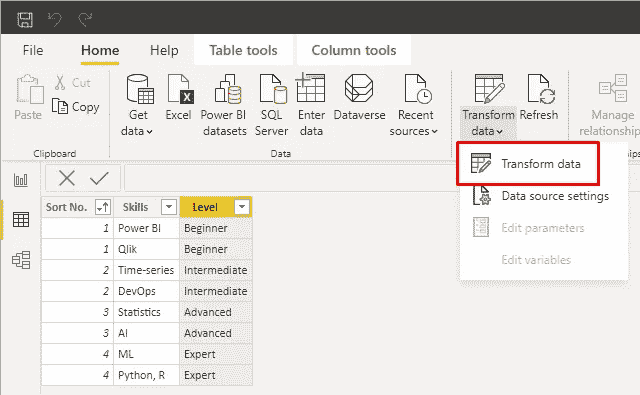 File Home Help Table tools Column tools
Paste Cut Copy Get data Excel Power BI datasets SQL Server Enter data Dataverse Recent sources Transform data Refresh Manage
relationship
Clipboard Data ips
Transform data
Data source settings
Edit parameters
Edit variables
Sort No. Skills Level
1 Power BI Beginner
1 Qlik Beginner
2 Time-series Intermediate
2 DevOps Intermediate
3 Statistics Advanced
3 AI Advanced
4 ML Expert
4 Python, R Expert